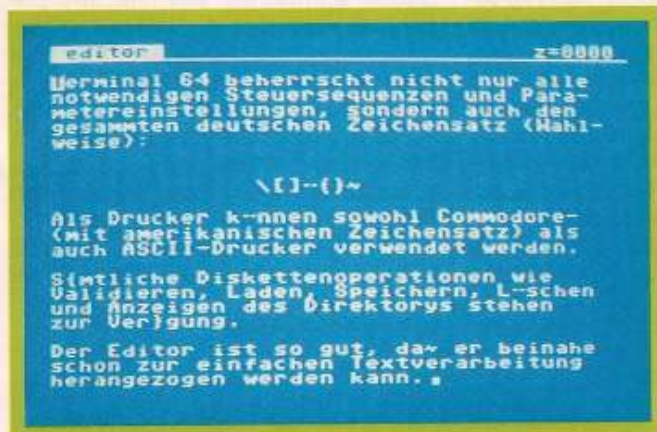 editor z=0000
Terminal 64 beherrscht nicht nur alle
notwendigen Steuersequenzen und Para-
metereinstellungen, sondern auch den
gesammten deutschen Zeichensatz (Wahl-
weise):
\[]--{}~
Als Drucker k--nnen sowohl Commodore-
(mit amerikanischen Zeichensatz) als
auch ASCII-Drucker verwendet werden.
S{mtliche Diskettenoperationen wie
Validieren, Laden, Speichern, L--schen
und Anzeigen des Direktorys stehen
zur Ver}gung.
Der Editor ist so gut, da~ er beinahe
schon zur einfachen Textverarbeitung
herangezogen werden kann.